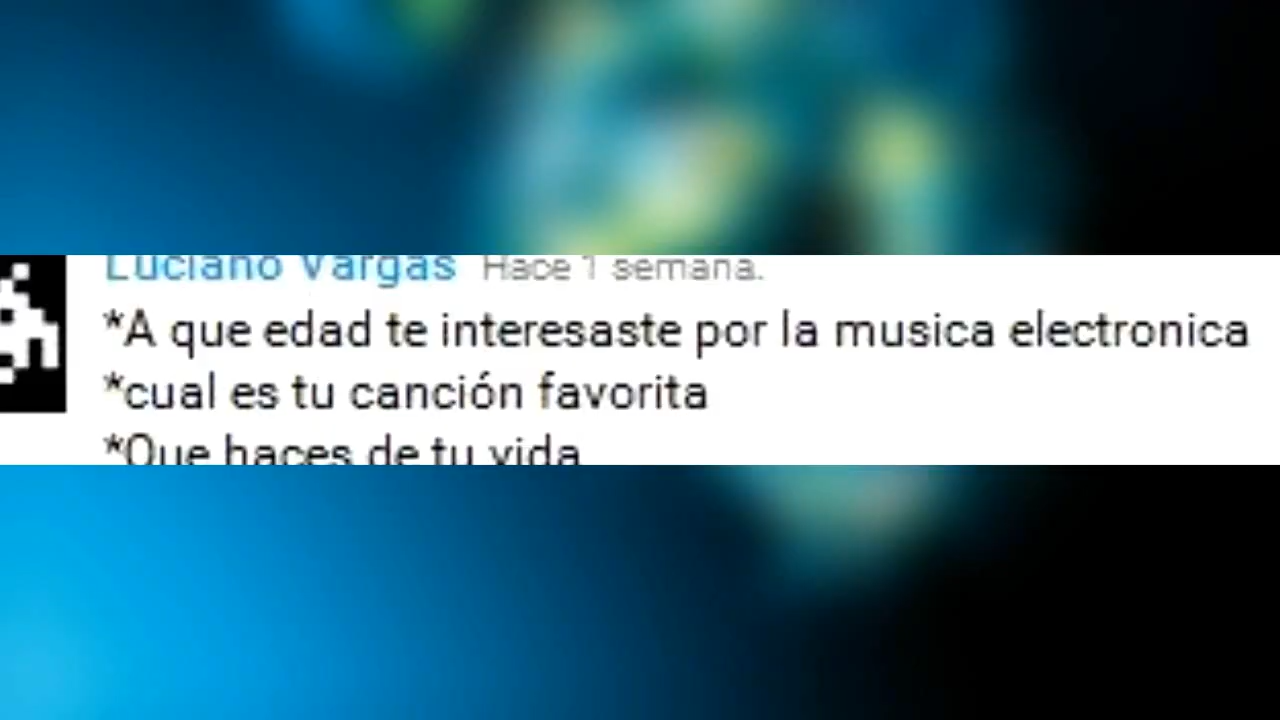 Luciano Vargas Hace 1 semana.
*A que edad te interesaste por la musica electronica
*cual es tu canción favorita
*Que haces de tu vida